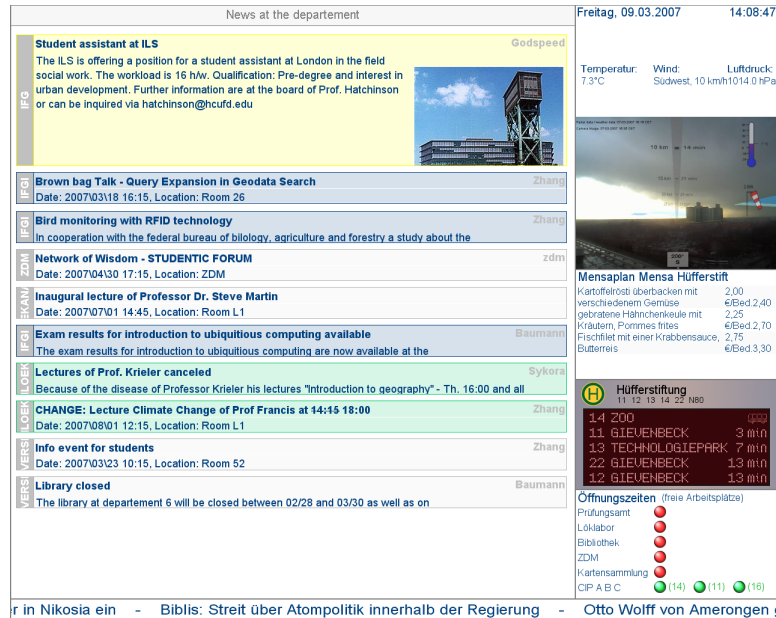 News at the departement
Student assistant at ILS
Godspeed
IFG
The ILS is offering a position for a student assistant at London in the field
social work. The workload is 16 h/w. Qualification: Pre-degree and interest in
urban development. Further information are at the board of Prof. Hatchinson
or can be inquired via hatchinson@hcufd.edu
IFGI
Brown bag Talk - Query Expansion in Geodata Search
Zhang
Date: 2007\03\18 16:15, Location: Room 26
IFGI
Bird monitoring with RFID technology
Zhang
In cooperation with the federal bureau of bilology, agriculture and forestry a study about the
ZDM
Network of Wisdom - STUDENTIC FORUM
zdm
Date: 2007\04\30 17:15, Location: ZDM
EKANA
Inaugural lecture of Professor Dr. Steve Martin
Date: 2007\07\01 14:45, Location: Room L1
IFGI
Exam results for introduction to ubiquitious computing available
Baumann
The exam results for introduction to ubiquitious computing are now available at the
LOEK
Lectures of Prof. Krieler canceled
Sykora
Because of the disease of Professor Krieler his lectures "Introduction to geography" - Th. 16:00 and all
LOEK
CHANGE: Lecture Climate Change of Prof Francis at 14:15 18:00
Zhang
Date: 2007\08\01 12:15, Location: Room L1
VERSI
Info event for students
Zhang
Date: 2007\03\23 10:15, Location: Room 52
VERSI
Library closed
Baumann
The library at departement 6 will be closed between 02/28 and 03/30 as well as on
Freitag, 09.03.2007 14:08:47
Temperatur: Wind: Luftdruck:
7.3°C Südwest, 10 km/h 1014.0 hPa
19 km = 14 min
209°
S
Mensaplan Mensa Hüfferstift
Kartoffelrösti überbacken mit 2,00
verschiedenem Gemüse €/Bed.2,40
gebratene Hähnchenkeule mit 2,25
Kräutern, Pommes frites €/Bed.2,70
Fischfilet mit einer Krabbensauce, 2,75
Butterreis €/Bed.3,30
H
Hüfferstiftung
11 12 13 14 22 N80
14 ZOO
11 GIEVENBECK 3 min
13 TECHNOLOGIEPARK 7 min
22 GIEVENBECK 13 min
12 GIEVENBECK 13 min
Öffnungszeiten (freie Arbeitsplätze)
Prüfungsamt
Löklabor
Bibliothek
ZDM
Kartensammlung
CIP A B C (14) (11) (16)
r in Nikosia ein - Biblis: Streit über Atompolitik innerhalb der Regierung - Otto Wolff von Amerongen